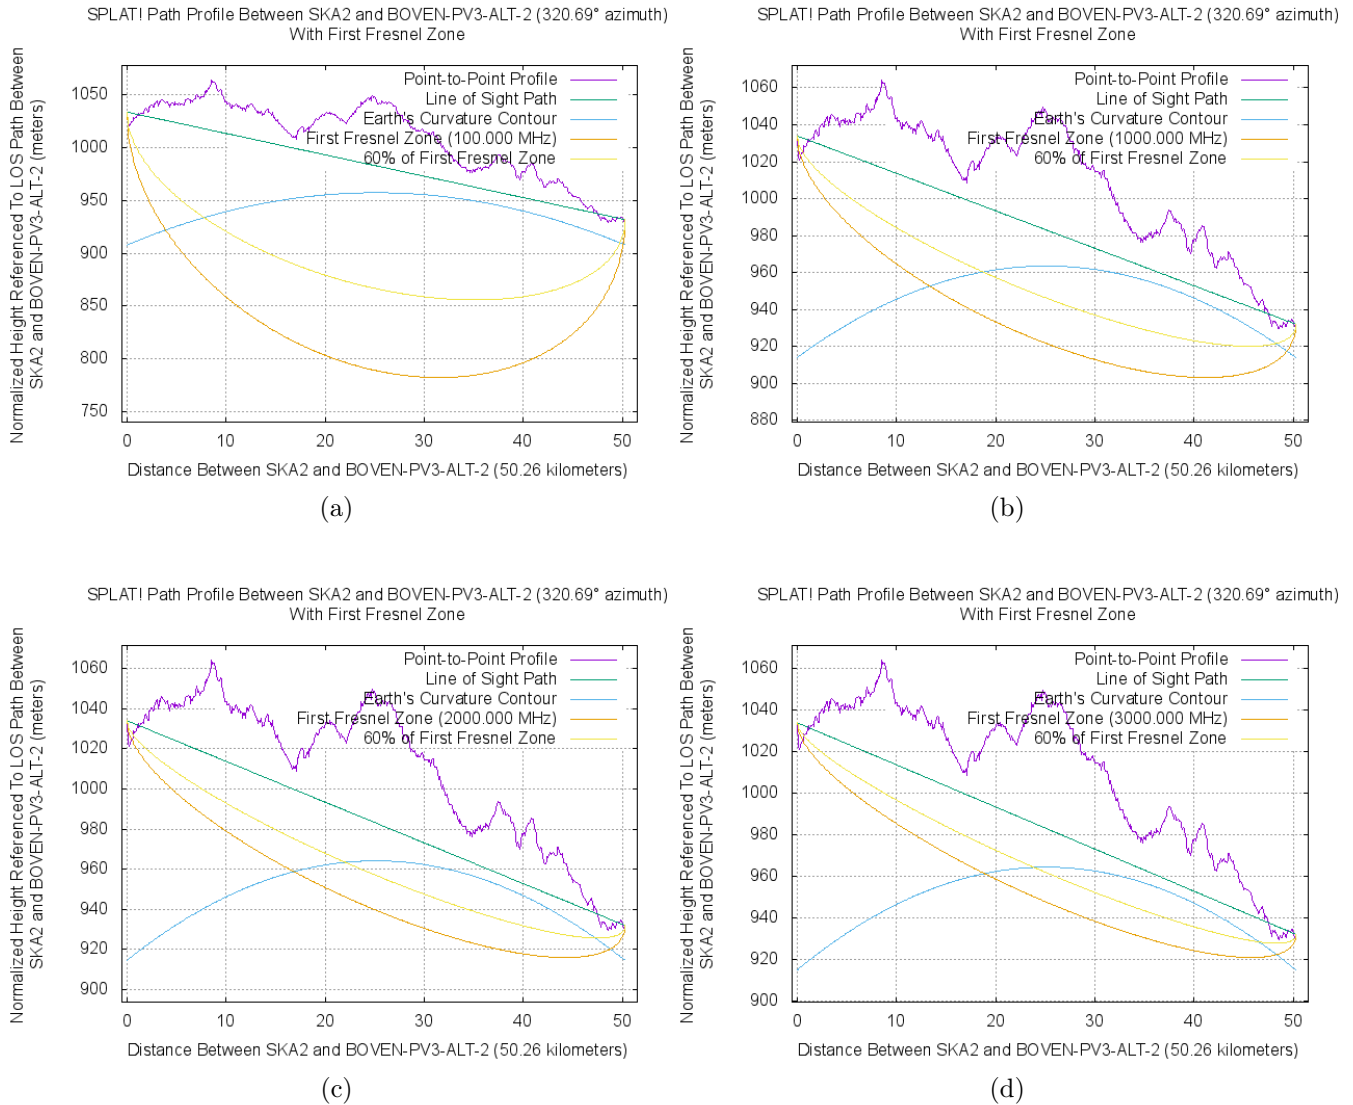 SPLAT! Path Profile Between SKA2 and BOVEN-PV3-ALT-2 (320.69° azimuth)
With First Fresnel Zone
Normalized Height Referenced To LOS Path Between
SKA2 and BOVEN-PV3-ALT-2 (meters)
1050
1000
950
900
850
800
750
Point-to-Point Profile
Line of Sight Path
Earth's Curvature Contour
First Fresnel Zone (100.000 MHz)
60% of First Fresnel Zone
0 10 20 30 40 50
Distance Between SKA2 and BOVEN-PV3-ALT-2 (50.26 kilometers)
(a)
SPLAT! Path Profile Between SKA2 and BOVEN-PV3-ALT-2 (320.69° azimuth)
With First Fresnel Zone
Normalized Height Referenced To LOS Path Between
SKA2 and BOVEN-PV3-ALT-2 (meters)
1060
1040
1020
1000
980
960
940
920
900
880
Point-to-Point Profile
Line of Sight Path
Earth's Curvature Contour
First Fresnel Zone (1000.000 MHz)
60% of First Fresnel Zone
0 10 20 30 40 50
Distance Between SKA2 and BOVEN-PV3-ALT-2 (50.26 kilometers)
(b)
SPLAT! Path Profile Between SKA2 and BOVEN-PV3-ALT-2 (320.69° azimuth)
With First Fresnel Zone
Normalized Height Referenced To LOS Path Between
SKA2 and BOVEN-PV3-ALT-2 (meters)
1060
1040
1020
1000
980
960
940
920
900
Point-to-Point Profile
Line of Sight Path
Earth's Curvature Contour
First Fresnel Zone (2000.000 MHz)
60% of First Fresnel Zone
0 10 20 30 40 50
Distance Between SKA2 and BOVEN-PV3-ALT-2 (50.26 kilometers)
(c)
SPLAT! Path Profile Between SKA2 and BOVEN-PV3-ALT-2 (320.69° azimuth)
With First Fresnel Zone
Normalized Height Referenced To LOS Path Between
SKA2 and BOVEN-PV3-ALT-2 (meters)
1060
1040
1020
1000
980
960
940
920
900
Point-to-Point Profile
Line of Sight Path
Earth's Curvature Contour
First Fresnel Zone (3000.000 MHz)
60% of First Fresnel Zone
0 10 20 30 40 50
Distance Between SKA2 and BOVEN-PV3-ALT-2 (50.26 kilometers)
(d)